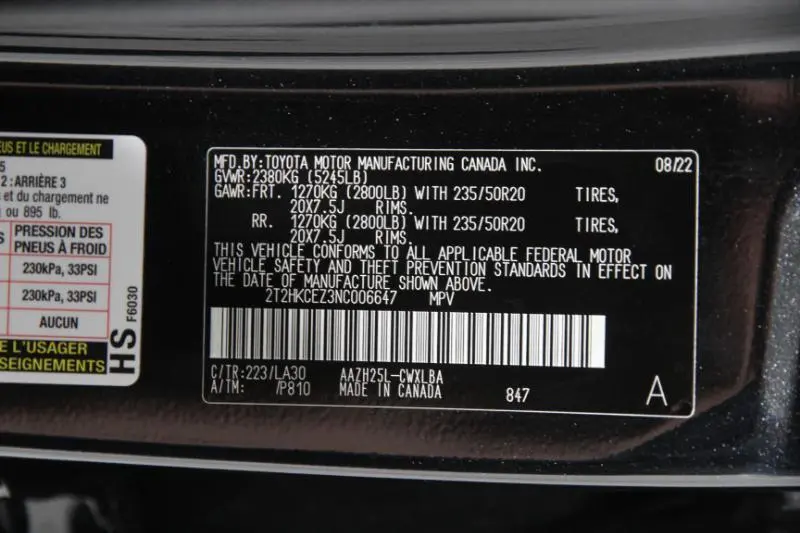 EUS ET LE CHARGEMENT
5
2 : ARRIÈRE 3
s et du chargement ne
g ou 895 lb.
S PRESSION DES
PNEUS À FROID
230kPa, 33PSI
230kPa, 33PSI
AUCUN
E L'USAGER
SEIGNEMENTS
HS F6030
MFD.BY:TOYOTA MOTOR MANUFACTURING CANADA INC. 08/22
GVWR:2380KG (5245LB)
GAWR:FRT. 1270KG (2800LB) WITH 235/50R20 TIRES,
20X7.5J RIMS.
RR. 1270KG (2800LB) WITH 235/50R20 TIRES,
20X7.5J RIMS.
THIS VEHICLE CONFORMS TO ALL APPLICABLE FEDERAL MOTOR
VEHICLE SAFETY AND THEFT PREVENTION STANDARDS IN EFFECT ON
THE DATE OF MANUFACTURE SHOWN ABOVE.
2T2HKCEZ3NC006647 MPV
C/TR:223/LA30 AAZH25L-CWXLBA
A/TM: /P810 MADE IN CANADA 847 A